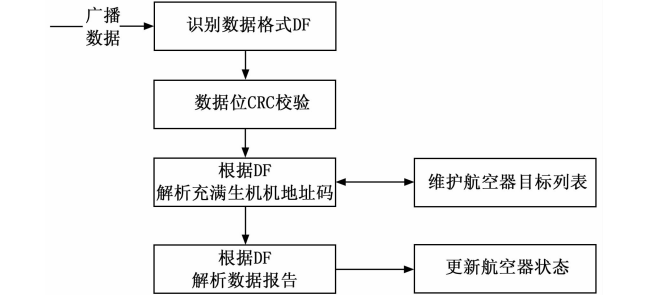 广播
数据
识别数据格式DF
数据位CRC校验
根据DF
解析充满生机机地址码
维护航空器目标列表
根据DF
解析数据报告
更新航空器状态